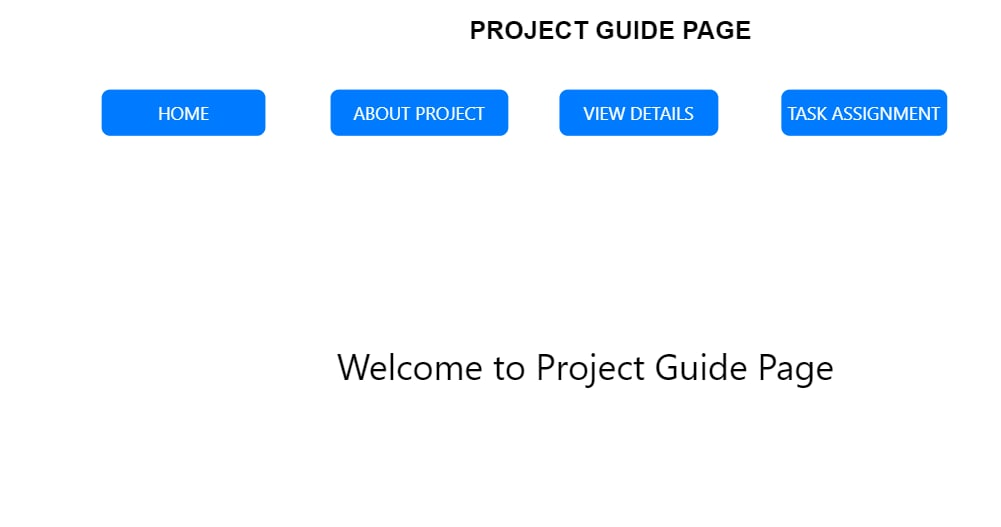 PROJECT GUIDE PAGE
HOME
ABOUT PROJECT
VIEW DETAILS
TASK ASSIGNMENT
Welcome to Project Guide Page